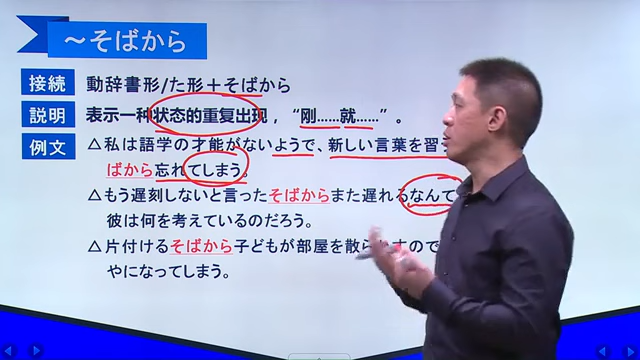 ～そばから
接続 動辞書形/た形＋そばから
説明 表示一种状态的重复出现，“刚……就……”。
例文 △私は語学の才能がないようで、新しい言葉を習
ばから忘れてしまう。
△もう遅刻しないと言ったそばからまた遅れるなんて
彼は何を考えているのだろう。
△片付けるそばから子どもが部屋を散らすので
やになってしまう。